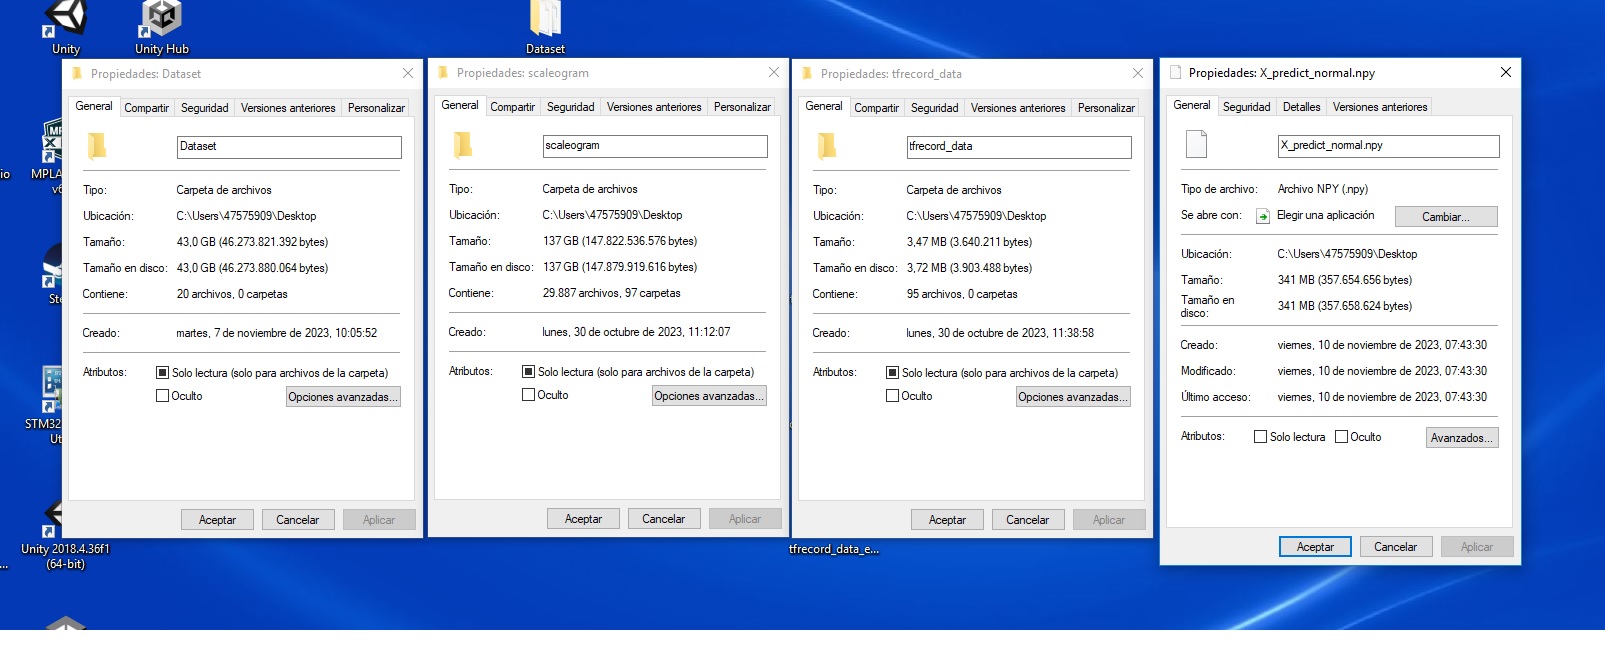 Unity
Unity Hub
Dataset
io
MPLA
v6
Ste
STM32
Ut
Unity 2018.4.36f1
(64-bit)
...
tfrecord_data_e...
Propiedades: Dataset
General
Compartir
Seguridad
Versiones anteriores
Personalizar
Dataset
Tipo: Carpeta de archivos
Ubicación: C:\Users\47575909\Desktop
Tamaño: 43,0 GB (46.273.821.392 bytes)
Tamaño en disco: 43,0 GB (46.273.880.064 bytes)
Contiene: 20 archivos, 0 carpetas
Creado: martes, 7 de noviembre de 2023, 10:05:52
Atributos: Solo lectura (solo para archivos de la carpeta)
Oculto
Opciones avanzadas...
Aceptar
Cancelar
Aplicar
Propiedades: scaleogram
General
Compartir
Seguridad
Versiones anteriores
Personalizar
scaleogram
Tipo: Carpeta de archivos
Ubicación: C:\Users\47575909\Desktop
Tamaño: 137 GB (147.822.536.576 bytes)
Tamaño en disco: 137 GB (147.879.919.616 bytes)
Contiene: 29.887 archivos, 97 carpetas
Creado: lunes, 30 de octubre de 2023, 11:12:07
Atributos: Solo lectura (solo para archivos de la carpeta)
Oculto
Opciones avanzadas...
Aceptar
Cancelar
Aplicar
Propiedades: tfrecord_data
General
Compartir
Seguridad
Versiones anteriores
Personalizar
tfrecord_data
Tipo: Carpeta de archivos
Ubicación: C:\Users\47575909\Desktop
Tamaño: 3,47 MB (3.640.211 bytes)
Tamaño en disco: 3,72 MB (3.903.488 bytes)
Contiene: 95 archivos, 0 carpetas
Creado: lunes, 30 de octubre de 2023, 11:38:58
Atributos: Solo lectura (solo para archivos de la carpeta)
Oculto
Opciones avanzadas...
Aceptar
Cancelar
Aplicar
Propiedades: X_predict_normal.npy
General
Seguridad
Detalles
Versiones anteriores
X_predict_normal.npy
Tipo de archivo: Archivo NPY (.npy)
Se abre con: Elegir una aplicación
Cambiar...
Ubicación: C:\Users\47575909\Desktop
Tamaño: 341 MB (357.654.656 bytes)
Tamaño en
disco: 341 MB (357.658.624 bytes)
Creado: viernes, 10 de noviembre de 2023, 07:43:30
Modificado: viernes, 10 de noviembre de 2023, 07:43:30
Último acceso: viernes, 10 de noviembre de 2023, 07:43:30
Atributos: Solo lectura Oculto
Avanzados...
Aceptar
Cancelar
Aplicar